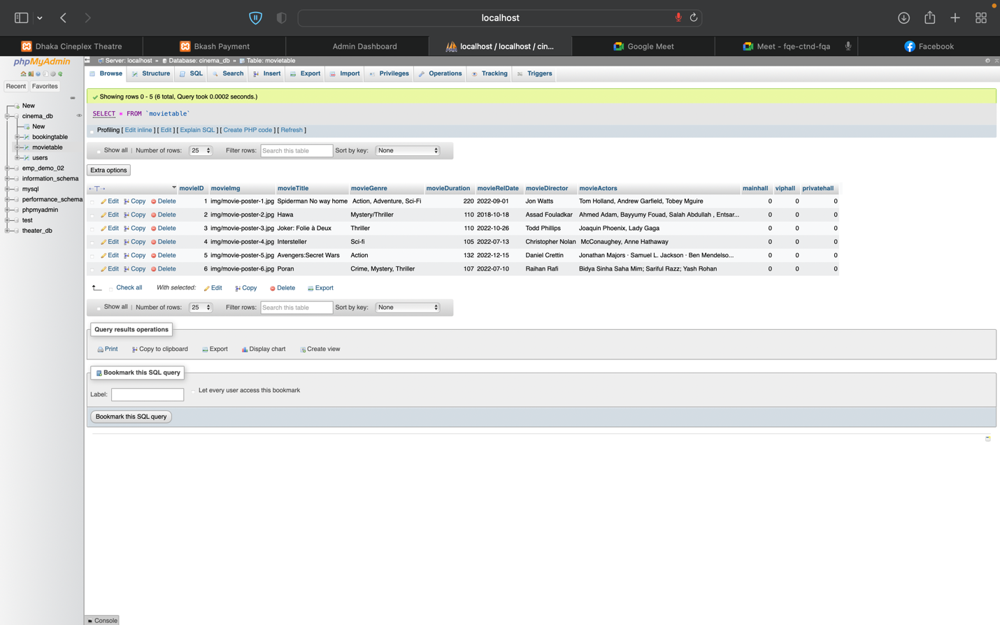 localhost
Dhaka Cineplex Theatre
Bkash Payment
Admin Dashboard
localhost / localhost / cin...
Google Meet
Meet - fqe-ctnd-fqa
Facebook
phpMyAdmin
Recent Favorites
New
cinema_db
New
bookingtable
movietable
users
emp_demo_02
information_schema
mysql
performance_schema
phpmyadmin
test
theater_db
Server: localhost » Database: cinema_db » Table: movietable
Browse Structure SQL Search Insert Export Import Privileges Operations Tracking Triggers
Showing rows 0 - 5 (6 total, Query took 0.0002 seconds.)
SELECT * FROM `movietable`
Profiling [ Edit inline ] [ Edit ] [ Explain SQL ] [ Create PHP code ] [ Refresh ]
Show all | Number of rows: 25 Filter rows: Search this table Sort by key: None
Extra options
←T→ movieID movieImg movieTitle movieGenre movieDuration movieRelDate movieDirector movieActors mainhall viphall privatehall
Edit Copy Delete 1 img/movie-poster-1.jpg Spiderman No way home Action, Adventure, Sci-Fi 220 2022-09-01 Jon Watts Tom Holland, Andrew Garfield, Tobey Mguire 0 0 0
Edit Copy Delete 2 img/movie-poster-2.jpg Hawa Mystery/Thriller 110 2018-10-18 Assad Fouladkar Ahmed Adam, Bayyumy Fouad, Salah Abdullah , Entsar... 0 0 0
Edit Copy Delete 3 img/movie-poster-3.jpg Joker: Folie à Deux Thriller 110 2022-10-26 Todd Phillips Joaquin Phoenix, Lady Gaga 0 0 0
Edit Copy Delete 4 img/movie-poster-4.jpg Intersteller Sci-fi 105 2022-07-13 Christopher Nolan McConaughey, Anne Hathaway 0 0 0
Edit Copy Delete 5 img/movie-poster-5.jpg Avengers:Secret Wars Action 132 2022-12-15 Daniel Crettin Jonathan Majors · Samuel L. Jackson · Ben Mendelso... 0 0 0
Edit Copy Delete 6 img/movie-poster-6.jpg Poran Crime, Mystery, Thriller 107 2022-07-10 Raihan Rafi Bidya Sinha Saha Mim; Sariful Razz; Yash Rohan 0 0 0
Check all With selected: Edit Copy Delete Export
Show all | Number of rows: 25 Filter rows: Search this table Sort by key: None
Query results operations
Print Copy to clipboard Export Display chart Create view
Bookmark this SQL query
Label: Let every user access this bookmark
Bookmark this SQL query
Console